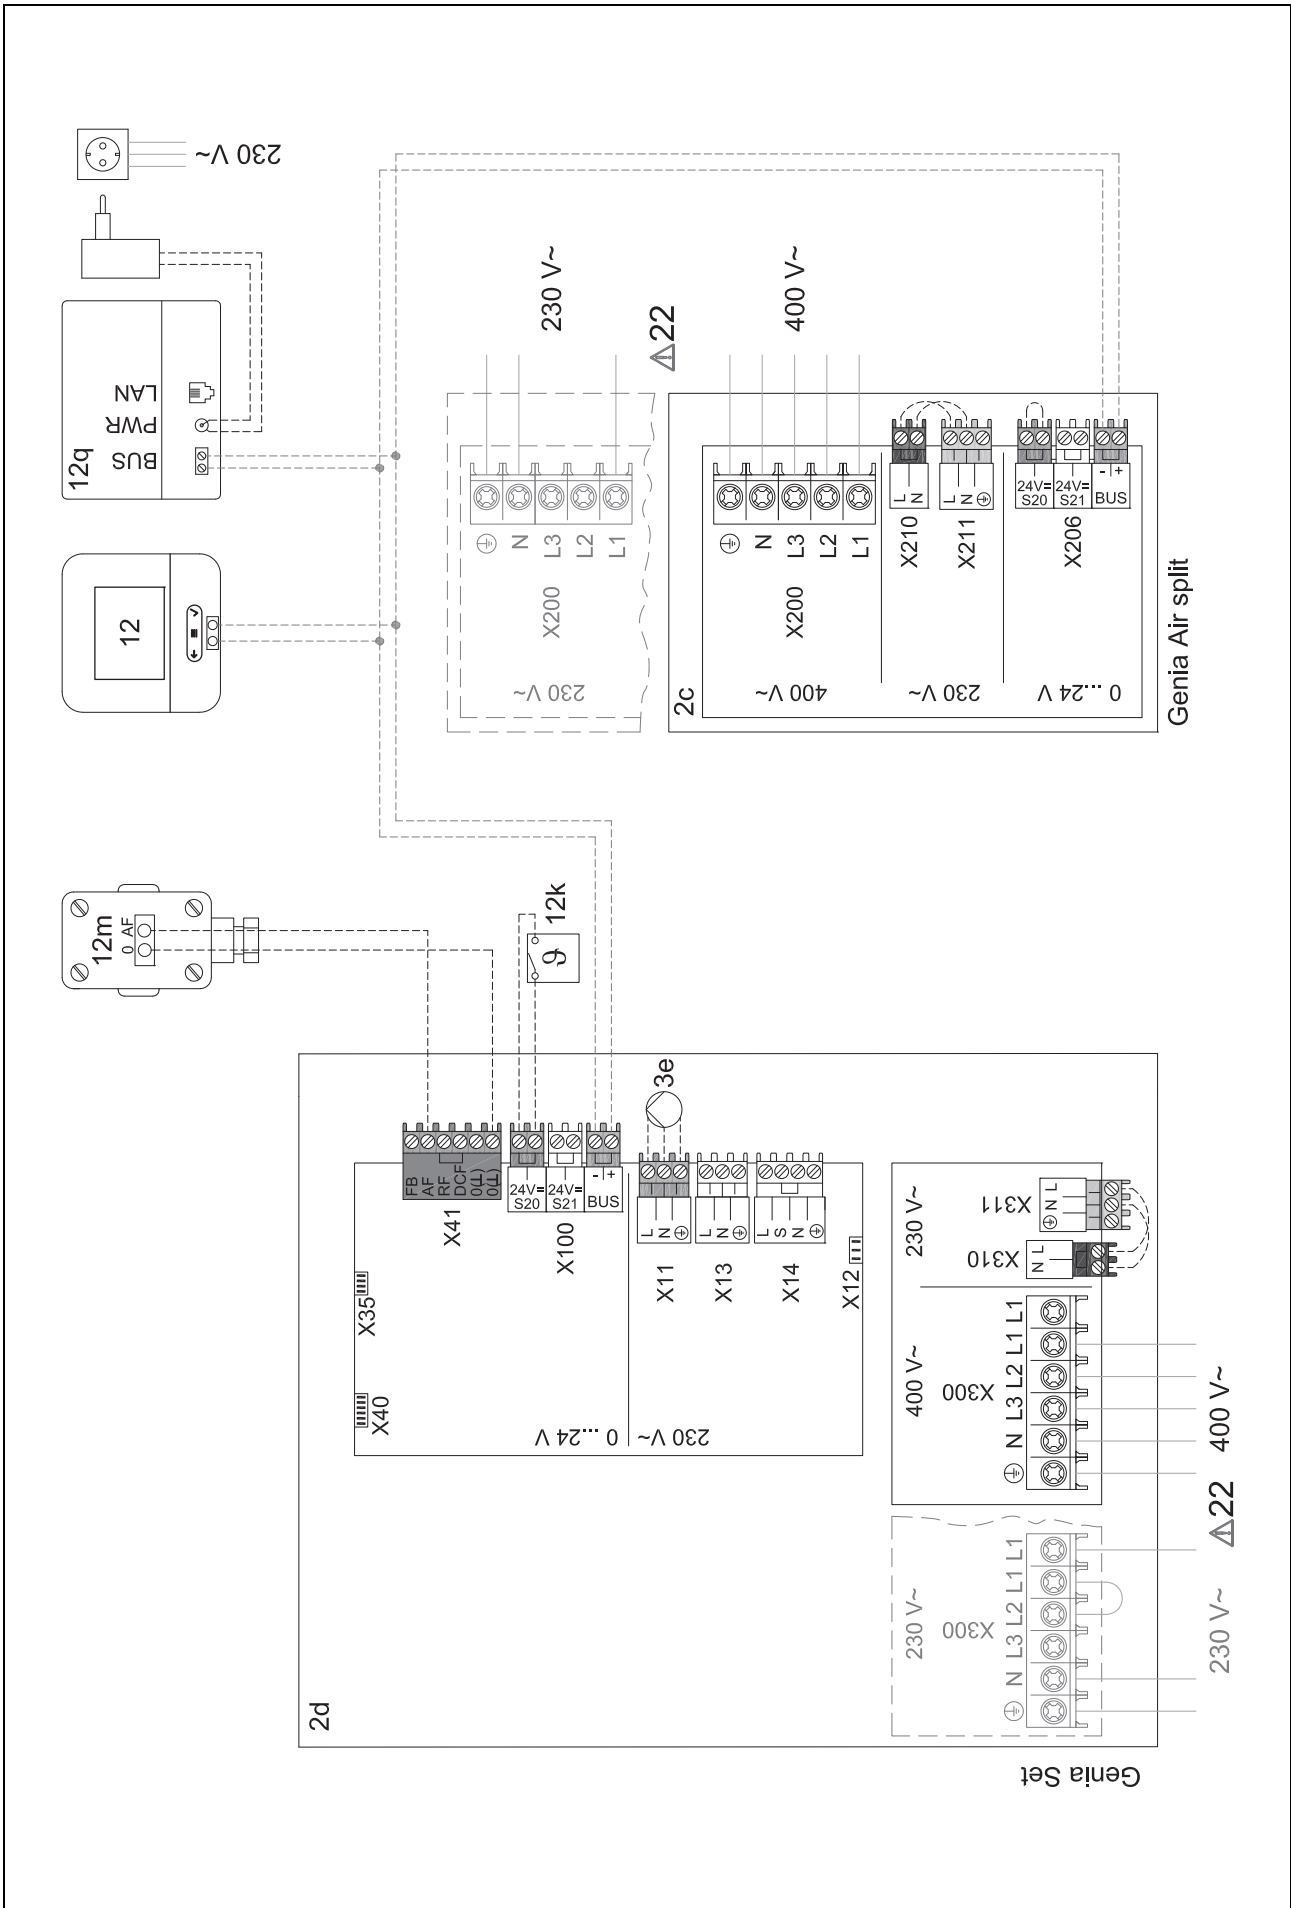 230 V~
12q
LAN
PWR
BUS
12
12m
0 AF
12k
ϑ
230 V~
22
400 V~
X200
⏚
N
L3
L2
L1
230 V~
2c
X200
⏚
N
L3
L2
L1
400 V~
X210
L
N
X211
L
N
⏚
230 V~
24V=
S20
24V=
S21
BUS
- +
X206
0 ...24 V
Genia Air split
2d
FB
AF
RF
DCF
0(⊥)
0(⊥)
X41
24V=
S20
24V=
S21
BUS
- +
X100
X35
X40
0 ...24 V
230 V~
3e
L
N
⏚
X11
L
N
⏚
X13
L
S
N
⏚
X14
X12
230 V~
X311
⏚ N L
X310
N L
400 V~
X300
⏚ N L3 L2 L1 L1
400 V~
22
230 V~
X300
⏚ N L3 L2 L1 L1
230 V~
Genia Set